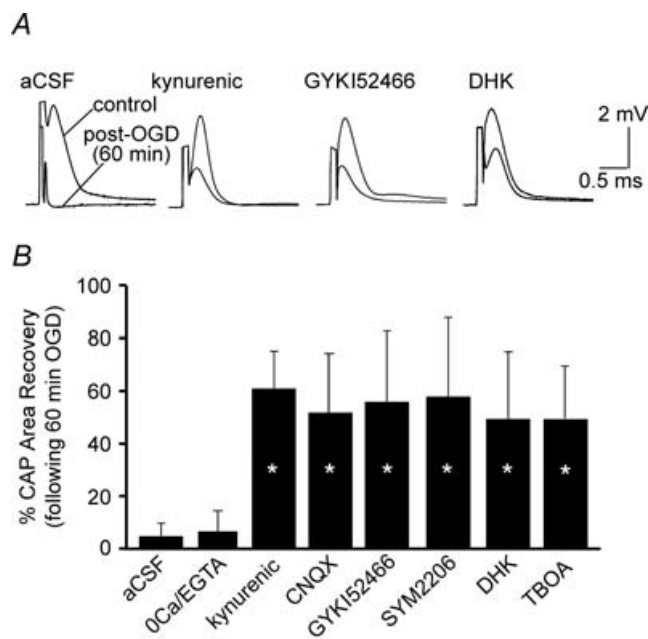 A
aCSF kynurenic GYKI52466 DHK
control
post-OGD
(60 min)
2 mV
0.5 ms
B
% CAP Area Recovery
(following 60 min OGD)
100
80
60
40
20
0
* * * * * *
aCSF
0Ca/EGTA
kynurenic
CNQX
GYKI52466
SYM2206
DHK
TBOA